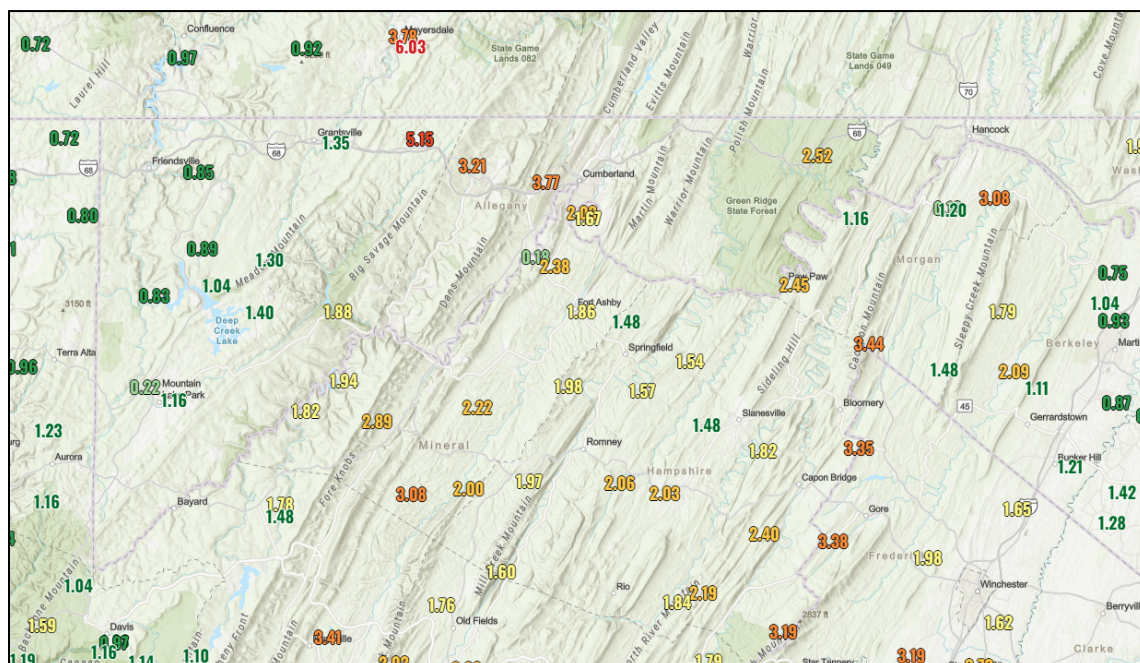 Confluence
3.78
Meyersdale
6.03
0.72
0.97
0.92
State Game
Lands 082
Laurel Hill
Cumberland Valley
Evitts Mountain
Warrior
State Game
Lands 049
Cove Mountain
70
0.72
68
Grantsville
1.35
68
5.15
Polish Mountain
68
Hancock
Friendsville
0.85
3.21
3.77
Cumberland
2.52
3.08
0.80
Allegany
Martin Mountain
Warrior Mountain
Green Ridge
State Forest
1.67
1.16
1.20
0.89
Meadow Mountain
1.30
Big Savage Mountain
Dans Mountain
2.38
Morgan
1.04
0.83
3150 ft
1.40
Deep
Creek
Lake
1.88
Fort Ashby
1.86
1.48
Paw Paw
2.45
Cacapon Mountain
Sleepy Creek Mountain
1.79
0.75
1.04
0.93
Terra Alta
0.96
Springfield
1.54
Sideling Hill
3.44
Berkeley
0.22
Mountain
1.16
1.94
1.98
1.57
1.48
2.09
1.11
1.82
2.22
2.89
Slanesville
1.48
Bloomery
45
0.87
Gerrardstown
1.23
Aurora
Mineral
Romney
1.82
3.35
Bunker Hill
1.21
Fore Knobs
1.97
2.06
Hampshire
2.03
Capon Bridge
1.16
Bayard
1.78
1.48
3.08
2.00
Gore
1.65
1.42
1.28
2.40
3.38
1.98
Mill Creek Mountain
1.60
1.04
Winchester
1.76
Rio
1.84
2.19
2837 ft
Berryville
1.59
Davis
Old Fields
3.41
3.19
1.62
Clarke
1.16
1.10
3.19